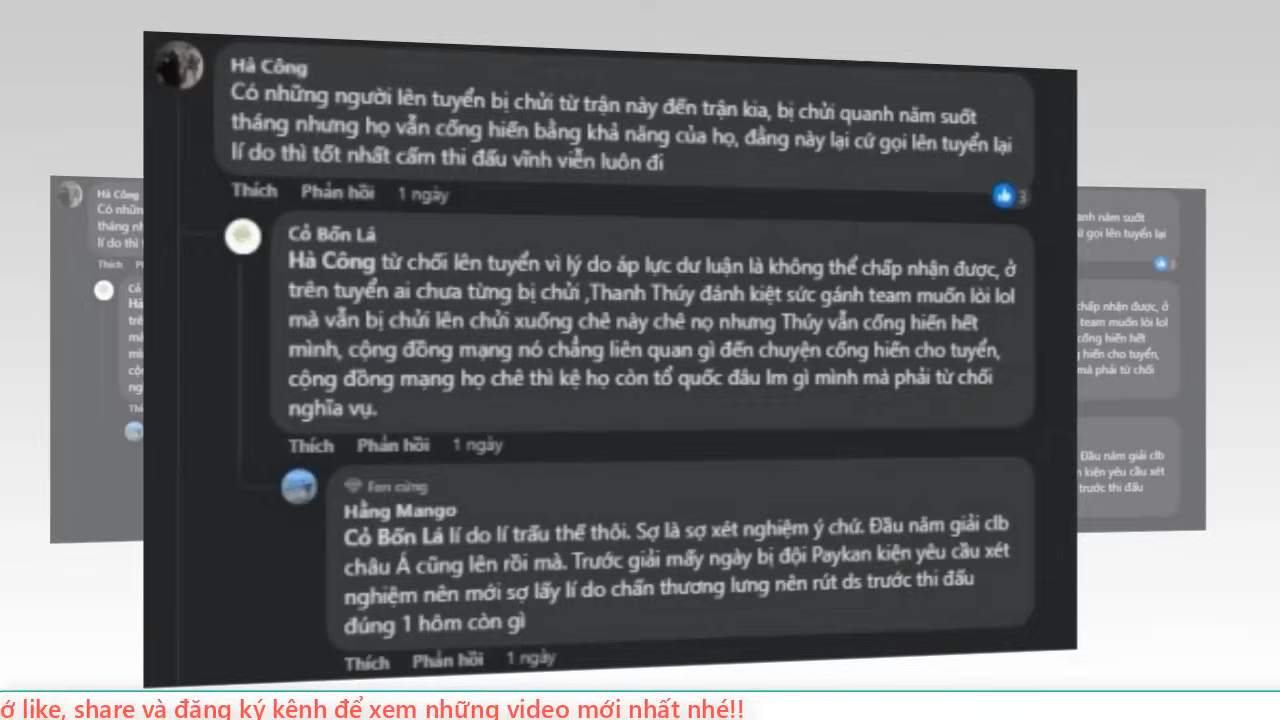 Hà Công
Có những người lên tuyển bị chửi từ trận này đến trận kia, bị chửi quanh năm suốt
tháng nhưng họ vẫn cống hiến bằng khả năng của họ, đằng này lại cứ gọi lên tuyển lại
lí do thì tốt nhất cấm thi đấu vĩnh viễn luôn đi
Thích Phản hồi 1 ngày 3
Cỏ Bốn Lá
Hà Công từ chối lên tuyển vì lý do áp lực dư luận là không thể chấp nhận được, ở
trên tuyển ai chưa từng bị chửi ,Thanh Thúy đánh kiệt sức gánh team muốn lòi lol
mà vẫn bị chửi lên chửi xuống chê này chê nọ nhưng Thúy vẫn cống hiến hết
mình, cộng đồng mạng nó chẳng liên quan gì đến chuyện cống hiến cho tuyển,
cộng đồng mạng họ chê thì kệ họ còn tổ quốc đâu lm gì mình mà phải từ chối
nghĩa vụ.
Thích Phản hồi 1 ngày
Fan cứng
Hằng Mango
Cỏ Bốn Lá lí do lí trấu thế thôi. Sợ là sợ xét nghiệm ý chứ. Đầu năm giải clb
châu Á cũng lên rồi mà. Trước giải mấy ngày bị đội Paykan kiện yêu cầu xét
nghiệm nên mới sợ lấy lí do chấn thương lưng nên rút ds trước thi đấu
đúng 1 hôm còn gì
Thích Phản hồi 1 ngày
ớ like, share và đăng ký kênh để xem những video mới nhất nhé!!